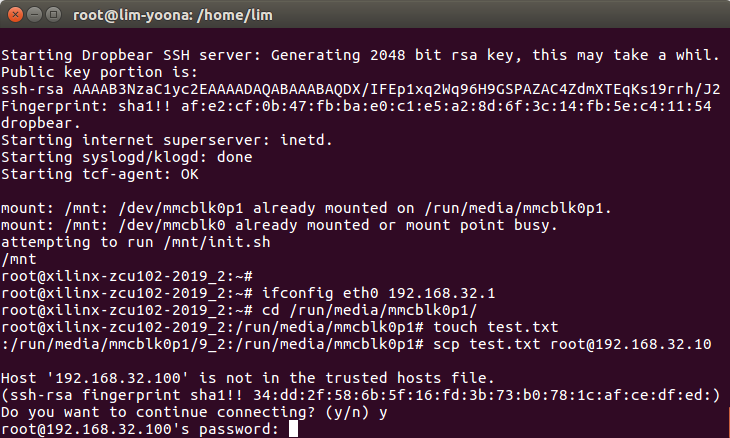 root@lim-yoona: /home/lim
Starting Dropbear SSH server: Generating 2048 bit rsa key, this may take a whil.
Public key portion is:
ssh-rsa AAAAB3NzaC1yc2EAAAADAQABAAABAQDX/IFEp1xq2Wq96H9GSPAZAC4ZdmXTEqKs19rrh/J2
Fingerprint: sha1!! af:e2:cf:0b:47:fb:ba:e0:c1:e5:a2:8d:6f:3c:14:fb:5e:c4:11:54
dropbear.
Starting internet superserver: inetd.
Starting syslogd/klogd: done
Starting tcf-agent: OK
mount: /mnt: /dev/mmcblk0p1 already mounted on /run/media/mmcblk0p1.
mount: /mnt: /dev/mmcblk0 already mounted or mount point busy.
attempting to run /mnt/init.sh
/mnt
root@xilinx-zcu102-2019_2:~#
root@xilinx-zcu102-2019_2:~# ifconfig eth0 192.168.32.1
root@xilinx-zcu102-2019_2:~# cd /run/media/mmcblk0p1/
root@xilinx-zcu102-2019_2:/run/media/mmcblk0p1# touch test.txt
:/run/media/mmcblk0p1/9_2:/run/media/mmcblk0p1# scp test.txt root@192.168.32.10
Host '192.168.32.100' is not in the trusted hosts file.
(ssh-rsa fingerprint sha1!! 34:dd:2f:58:6b:5f:16:fd:3b:73:b0:78:1c:af:ce:df:ed:)
Do you want to continue connecting? (y/n) y
root@192.168.32.100's password: